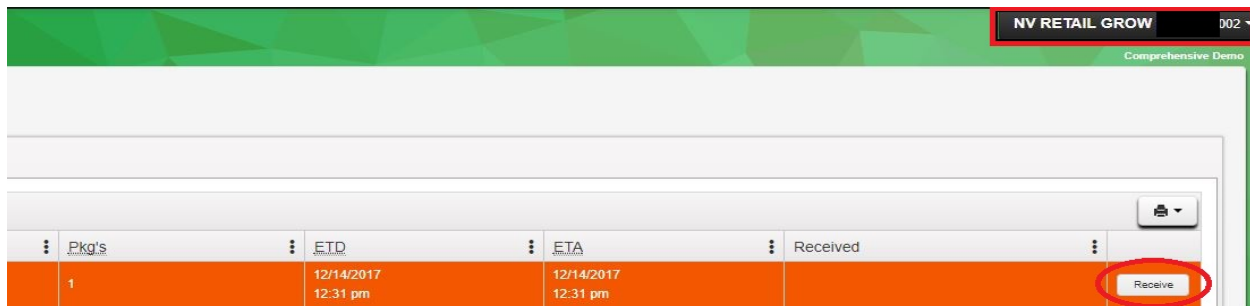 NV RETAIL GROW 002
Comprehensive Demo
Pkg's ETD ETA Received
1 12/14/2017 12:31 pm 12/14/2017 12:31 pm Receive